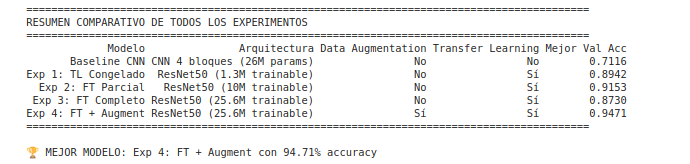 ==========================================================================================
RESUMEN COMPARATIVO DE TODOS LOS EXPERIMENTOS
==========================================================================================
Modelo Arquitectura Data Augmentation Transfer Learning Mejor Val Acc
Baseline CNN CNN 4 bloques (26M params) No No 0.7116
Exp 1: TL Congelado ResNet50 (1.3M trainable) No Sí 0.8942
Exp 2: FT Parcial ResNet50 (10M trainable) No Sí 0.9153
Exp 3: FT Completo ResNet50 (25.6M trainable) No Sí 0.8730
Exp 4: FT + Augment ResNet50 (25.6M trainable) Sí Sí 0.9471
==========================================================================================
🏆 MEJOR MODELO: Exp 4: FT + Augment con 94.71% accuracy